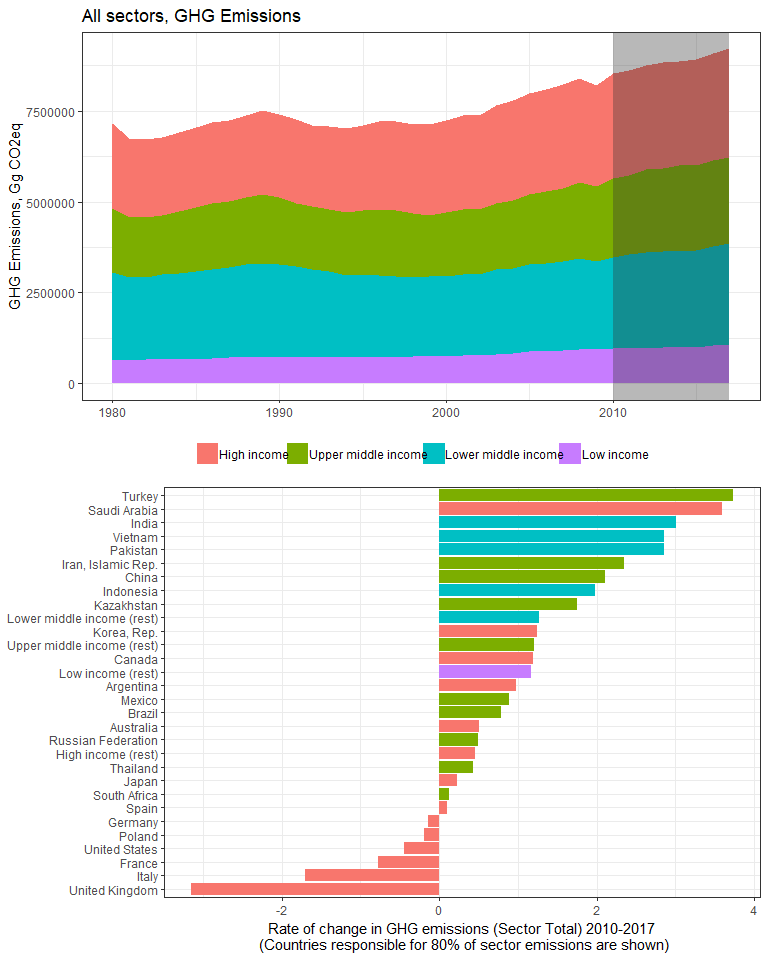 All sectors, GHG Emissions
GHG Emissions, Gg CO2eq
7500000
5000000
2500000
0
1980 1990 2000 2010
High income Upper middle income Lower middle income Low income
Turkey
Saudi Arabia
India
Vietnam
Pakistan
Iran, Islamic Rep.
China
Indonesia
Kazakhstan
Lower middle income (rest)
Korea, Rep.
Upper middle income (rest)
Canada
Low income (rest)
Argentina
Mexico
Brazil
Australia
Russian Federation
High income (rest)
Thailand
Japan
South Africa
Spain
Germany
Poland
United States
France
Italy
United Kingdom
-2 0 2 4
Rate of change in GHG emissions (Sector Total) 2010-2017
(Countries responsible for 80% of sector emissions are shown)